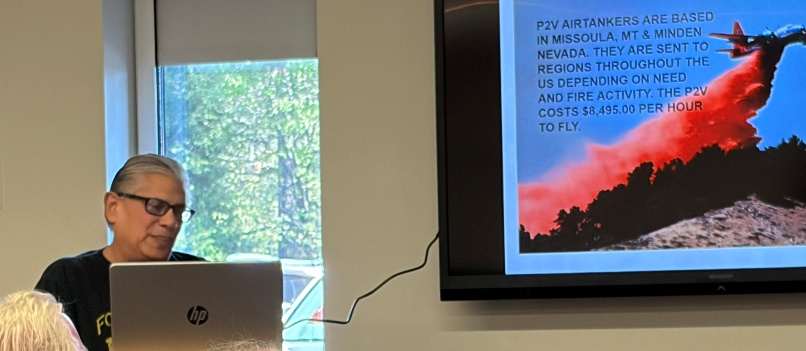 P2V AIRTANKERS ARE BASED
IN MISSOULA, MT & MINDEN
NEVADA. THEY ARE SENT TO
REGIONS THROUGHOUT THE
US DEPENDING ON NEED
AND FIRE ACTIVITY. THE P2V
COSTS $8,495.00 PER HOUR
TO FLY.
hp
FO